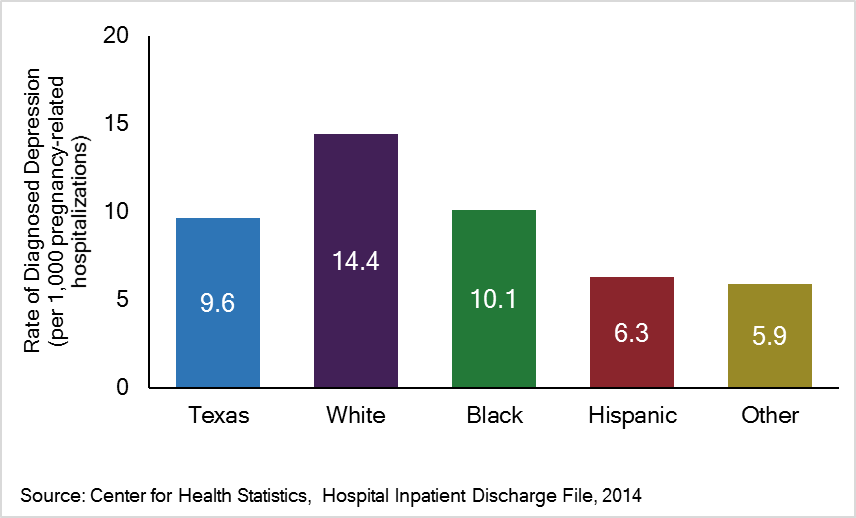 Rate of Diagnosed Depression
(per 1,000 pregnancy-related
hospitalizations)
20
15
10
5
0
9.6
14.4
10.1
6.3
5.9
Texas
White
Black
Hispanic
Other
Source: Center for Health Statistics,  Hospital Inpatient Discharge File, 2014